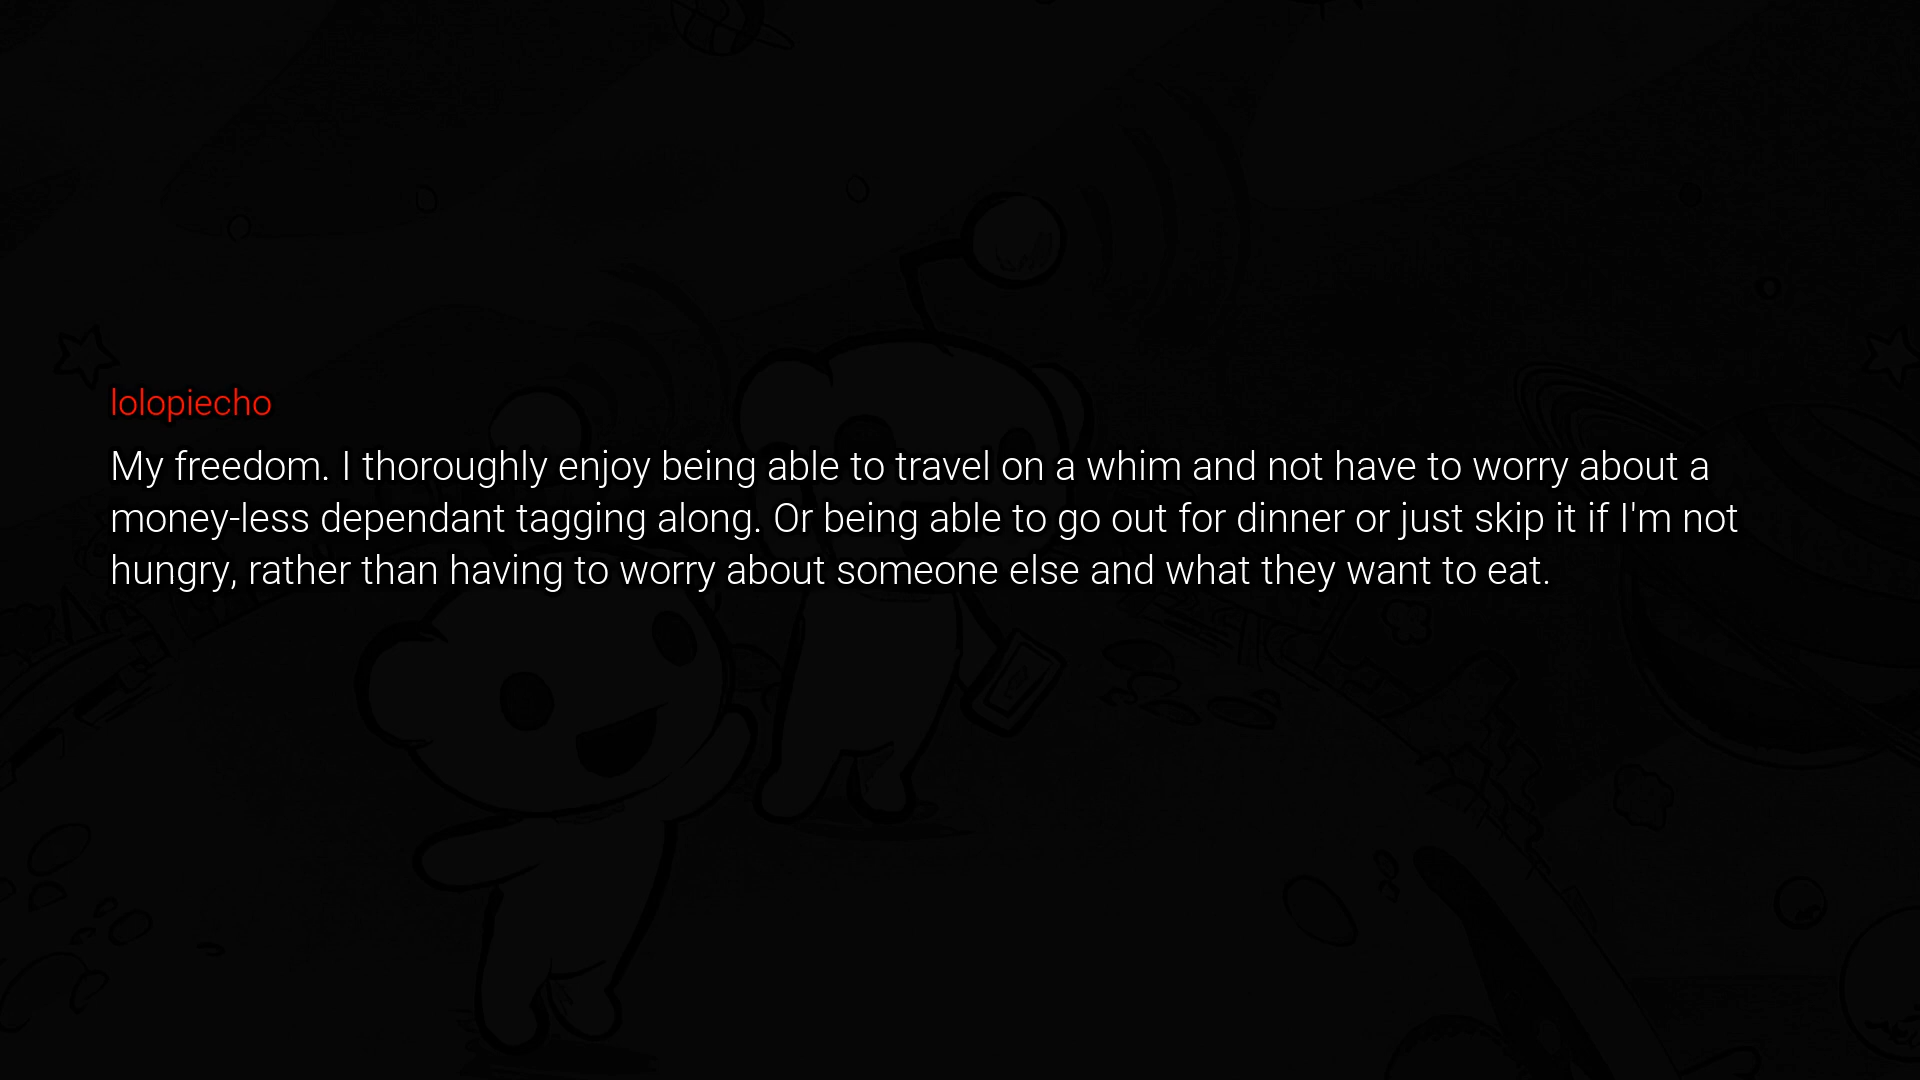 lolopiecho
My freedom. I thoroughly enjoy being able to travel on a whim and not have to worry about a
money-less dependant tagging along. Or being able to go out for dinner or just skip it if I'm not
hungry, rather than having to worry about someone else and what they want to eat.